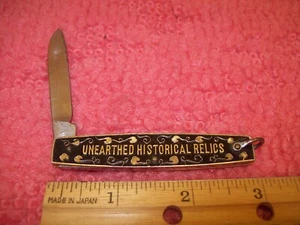 UNEARTHED HISTORICAL RELICS
MADE IN JAPAN
1 2 3